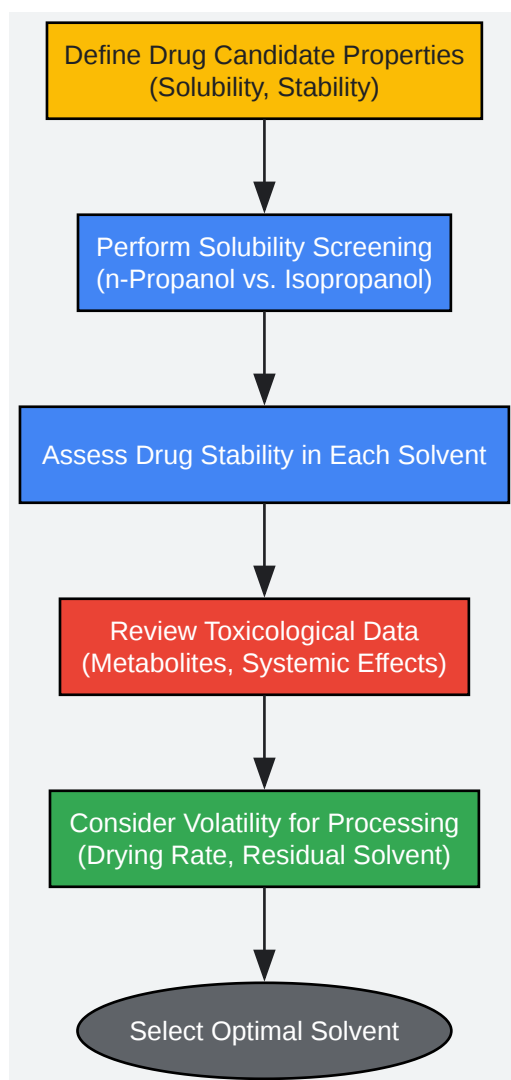 Define Drug Candidate Properties
(Solubility, Stability)
Perform Solubility Screening
(n-Propanol vs. Isopropanol)
Assess Drug Stability in Each Solvent
Review Toxicological Data
(Metabolites, Systemic Effects)
Consider Volatility for Processing
(Drying Rate, Residual Solvent)
Select Optimal Solvent